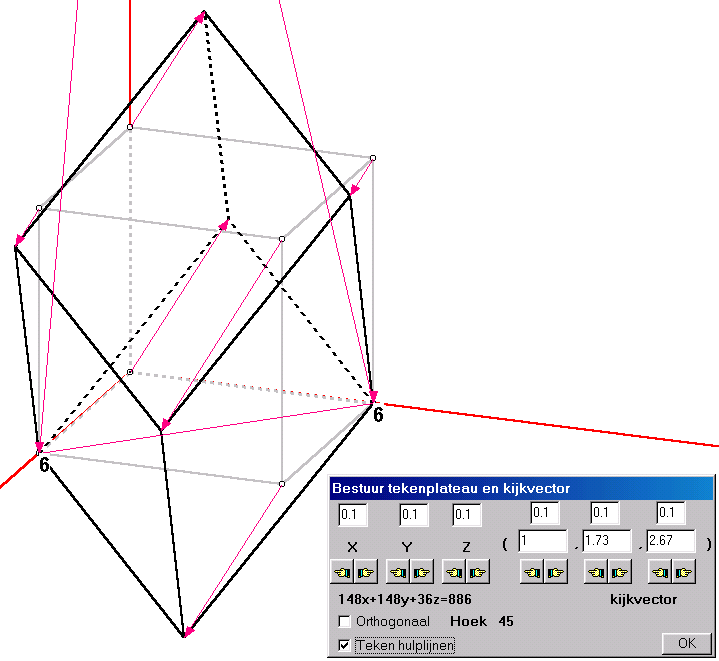 6
6
Bestuur tekenplateau en kijkvector
0.1 0.1 0.1 0.1 0.1 0.1
X Y Z ( 1 , 1.73 , 2.67 )
148x+148y+36z=886 kijkvector
Orthogonaal Hoek 45
Teken hulplijnen OK